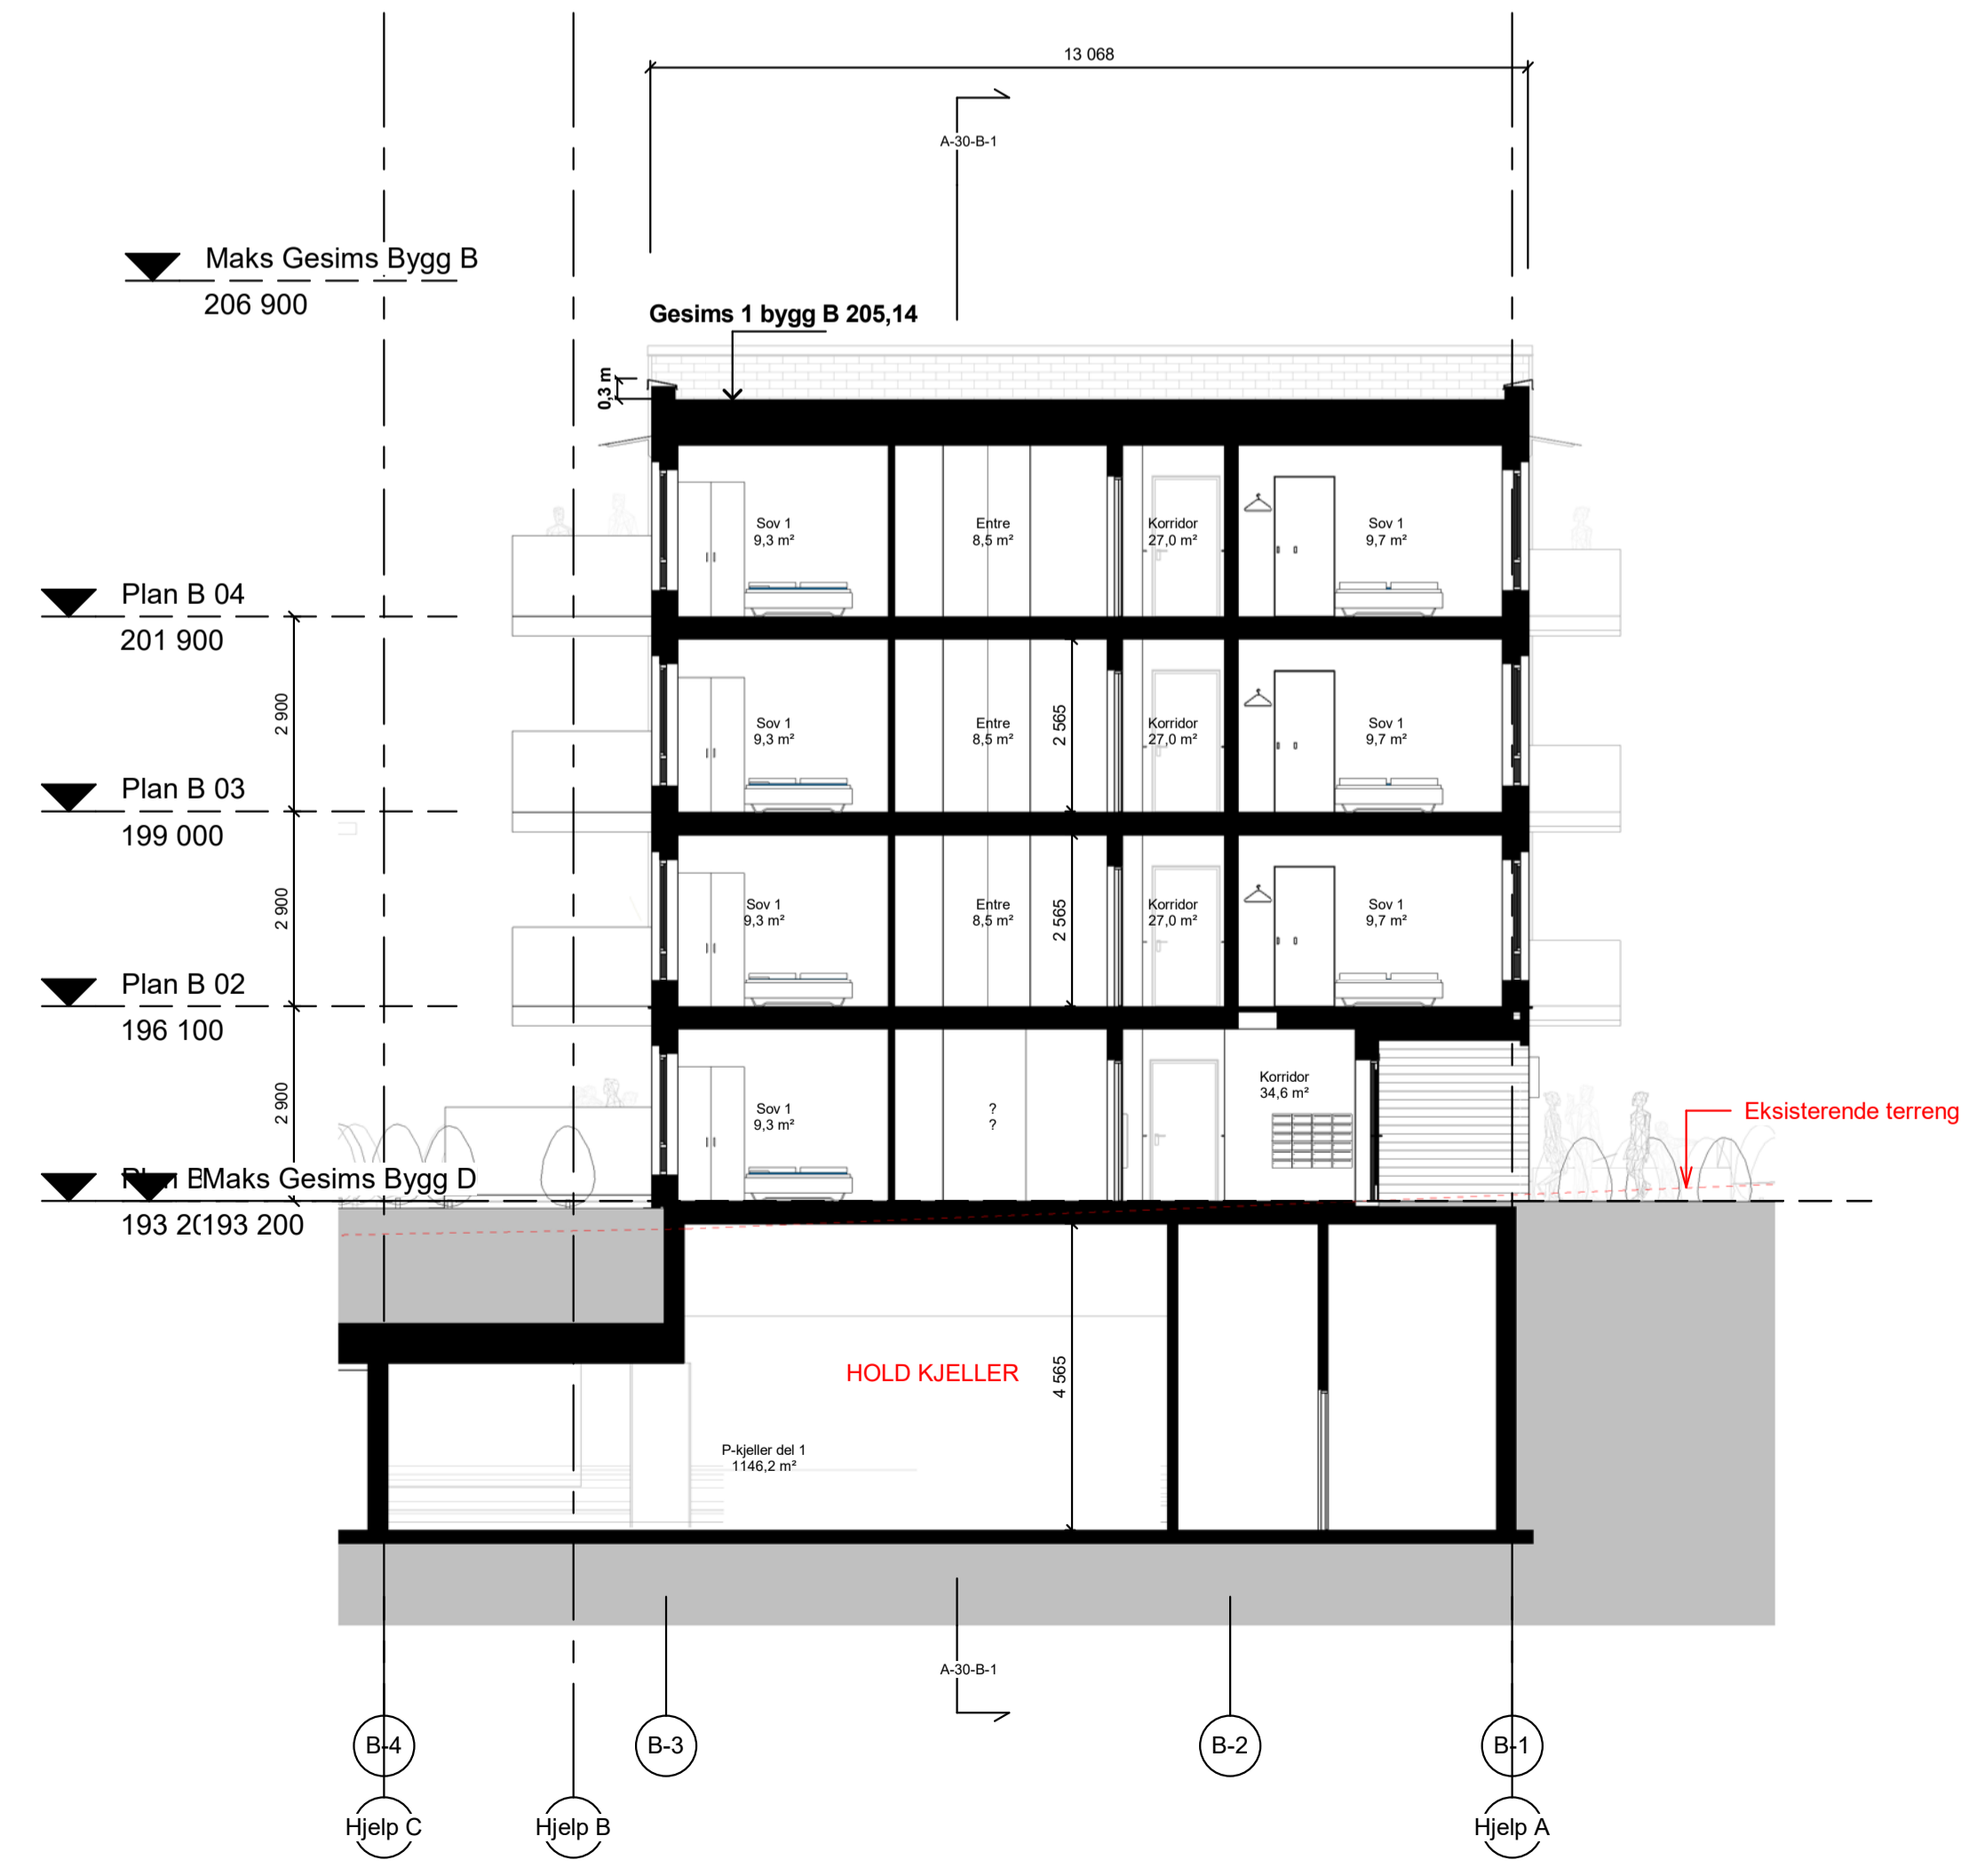 13 068
A-30-B-1
Maks Gesims Bygg B
206 900
Gesims 1 bygg B 205,14
0,3 m
Sov 1
9,3 m²
Entre
8,5 m²
Korridor
27,0 m²
Sov 1
9,7 m²
Plan B 04
201 900
2 900
Sov 1
9,3 m²
Entre
8,5 m²
2 565
Korridor
27,0 m²
Sov 1
9,7 m²
Plan B 03
199 000
2 900
Sov 1
9,3 m²
Entre
8,5 m²
2 565
Korridor
27,0 m²
Sov 1
9,7 m²
Plan B 02
196 100
2 900
Sov 1
9,3 m²
?
?
Korridor
34,6 m²
Eksisterende terreng
Maks Gesims Bygg D
193 200
HOLD KJELLER
4 565
P-kjeller del 1
1146,2 m²
A-30-B-1
B-4
B-3
B-2
B-1
Hjelp C
Hjelp B
Hjelp A